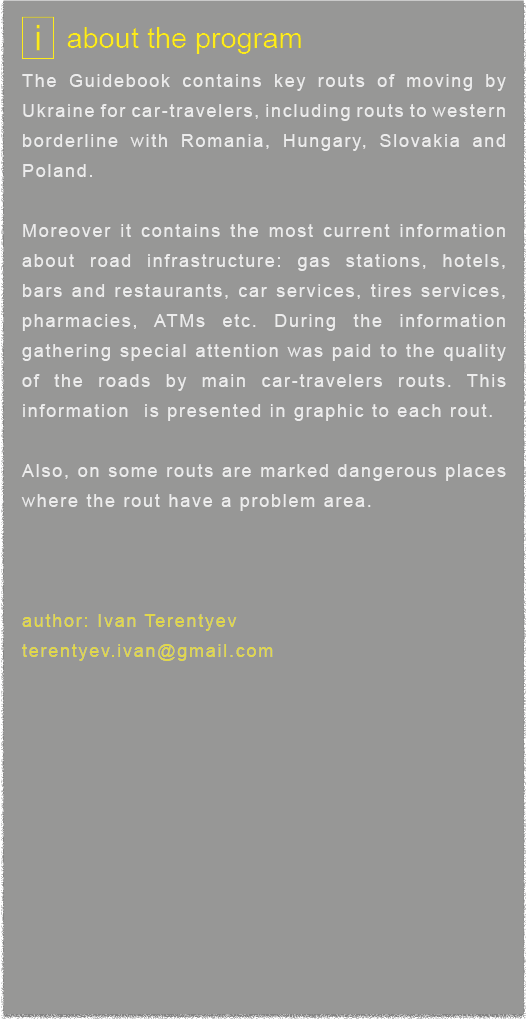 i about the program
The Guidebook contains key routs of moving by
Ukraine for car-travelers, including routs to western
borderline with Romania, Hungary, Slovakia and
Poland.
Moreover it contains the most current information
about road infrastructure: gas stations, hotels,
bars and restaurants, car services, tires services,
pharmacies, ATMs etc. During the information
gathering special attention was paid to the quality
of the roads by main car-travelers routs. This
information is presented in graphic to each rout.
Also, on some routs are marked dangerous places
where the rout have a problem area.
author: Ivan Terentyev
terentyev.ivan@gmail.com